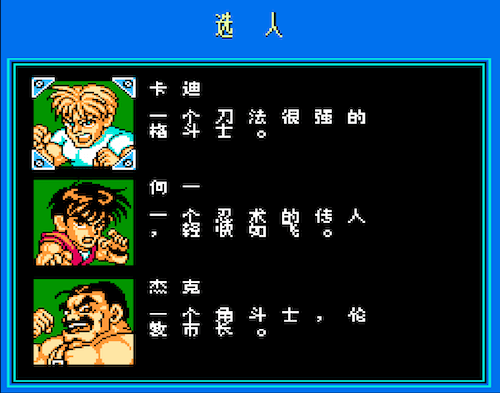 选 人
卡 迪
一 个 刀 法 很 强 的
格 斗 士 。
何 一
一 个 忍 术 的 传 人
, 轻 快 如 飞 。
杰 克
一 个 角 斗 士 , 伦
敦 市 长 。